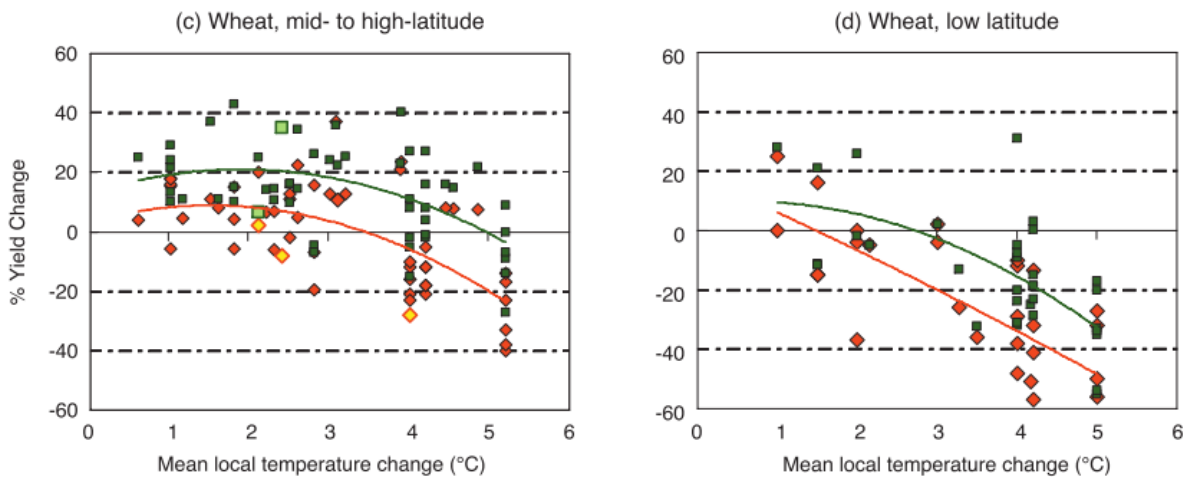 (c) Wheat, mid- to high-latitude
(d) Wheat, low latitude
% Yield Change
60
40
20
0
-20
-40
-60
0 1 2 3 4 5 6
Mean local temperature change (°C)
60
40
20
0
-20
-40
-60
0 1 2 3 4 5 6
Mean local temperature change (°C)